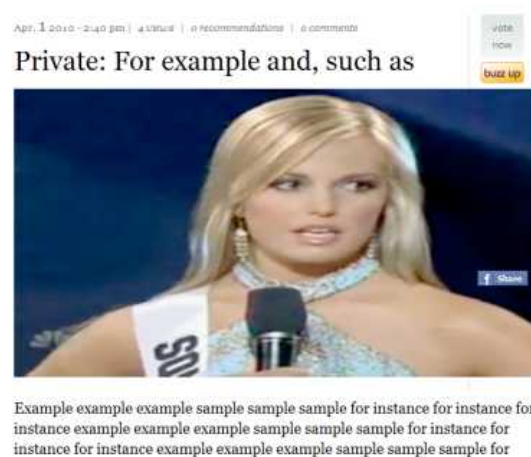 Apr. 1 2010 - 2:40 pm | 4 views | 0 recommendations | 0 comments
vote
now
buzz up
Private: For example and, such as
f Share
SOU
Example example example sample sample sample for instance for instance for
instance example example example sample sample sample for instance for
instance for instance example example example sample sample sample for